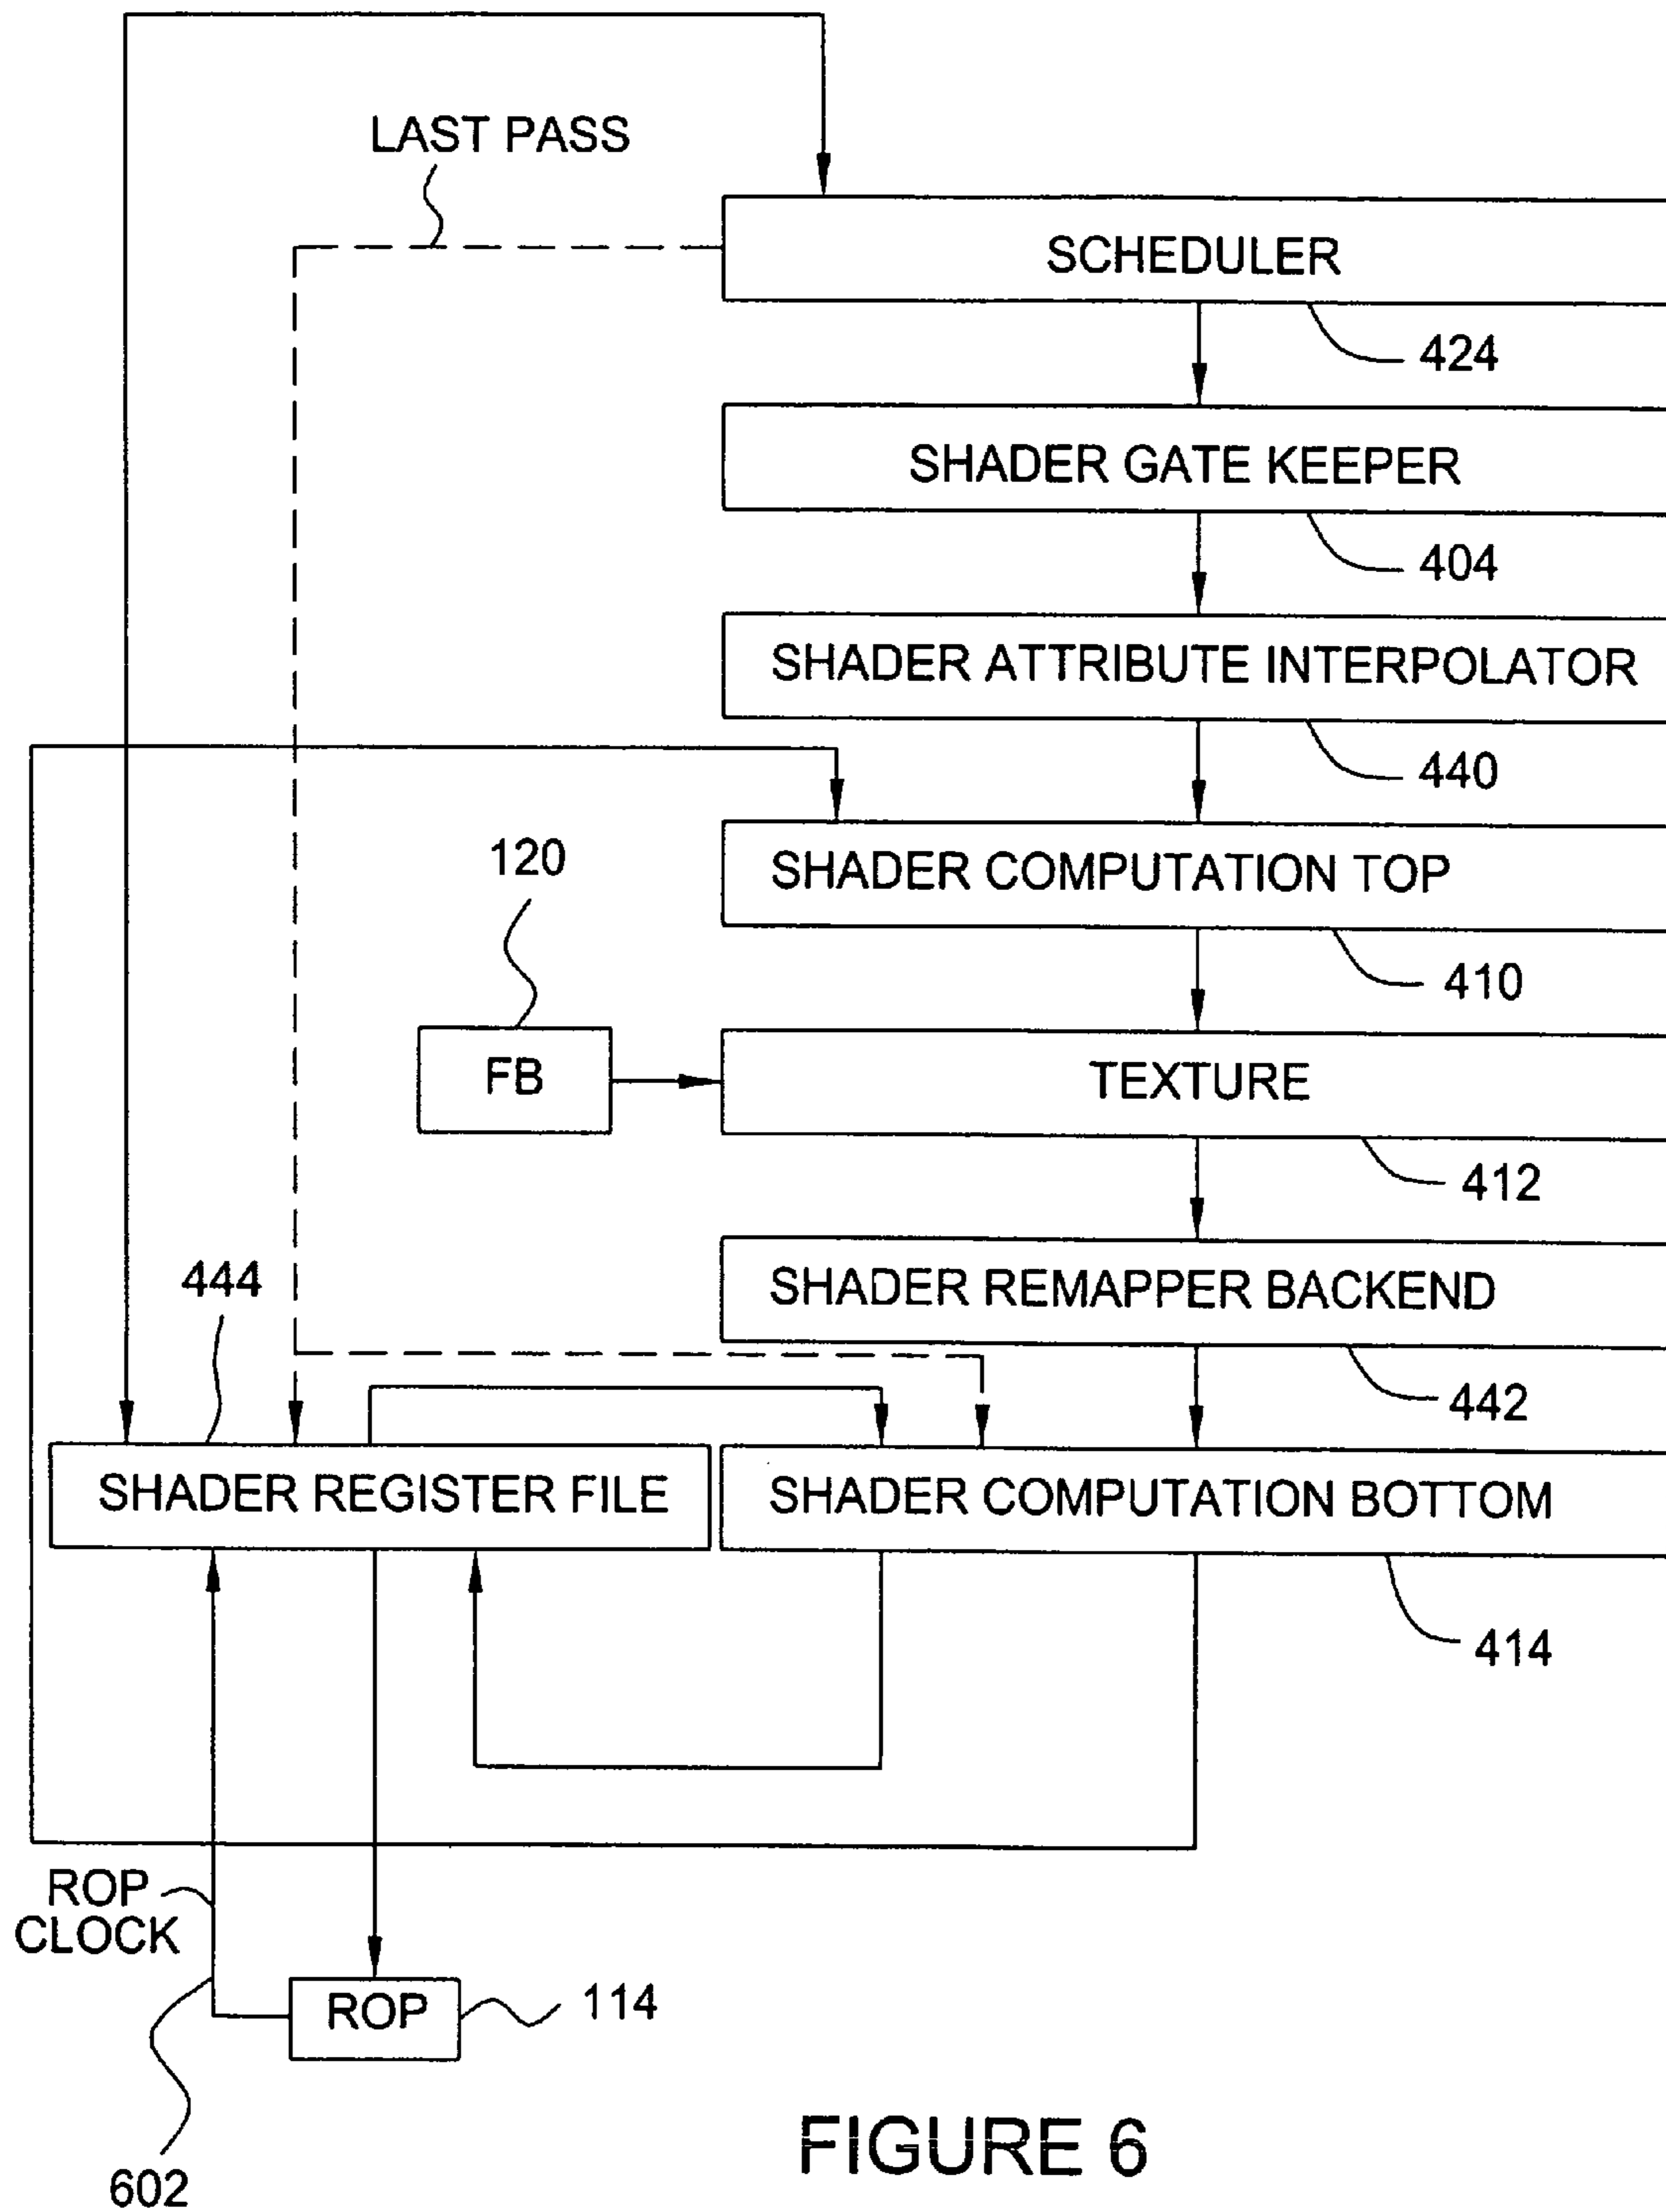 LAST PASS
SCHEDULER
424
SHADER GATE KEEPER
404
SHADER ATTRIBUTE INTERPOLATOR
440
120
SHADER COMPUTATION TOP
410
FB
TEXTURE
412
444
SHADER REMAPPER BACKEND
442
SHADER REGISTER FILE
SHADER COMPUTATION BOTTOM
414
ROP
CLOCK
ROP
114
602
FIGURE 6